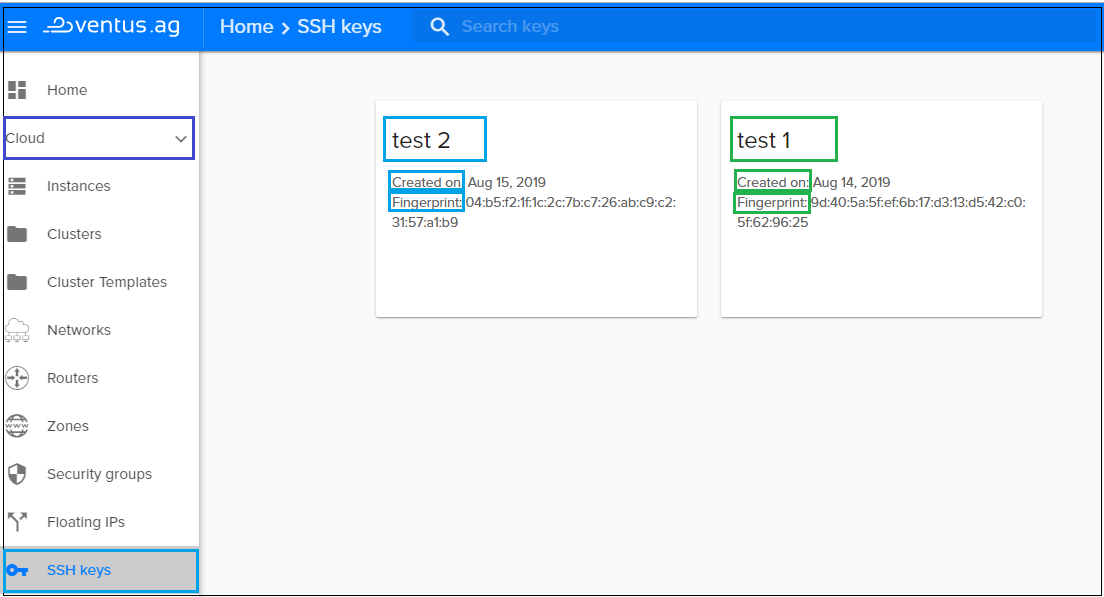 ventus.ag
Home > SSH keys
Search keys
Home
Cloud
Instances
Clusters
Cluster Templates
Networks
Routers
Zones
Security groups
Floating IPs
SSH keys
test 2
Created on: Aug 15, 2019
Fingerprint: 04:b5:f2:1f:1c:2c:7b:c7:26:ab:c9:c2:
31:57:a1:b9
test 1
Created on: Aug 14, 2019
Fingerprint: 9d:40:5a:5f:ef:6b:17:d3:13:d5:42:c0:
5f:62:96:25